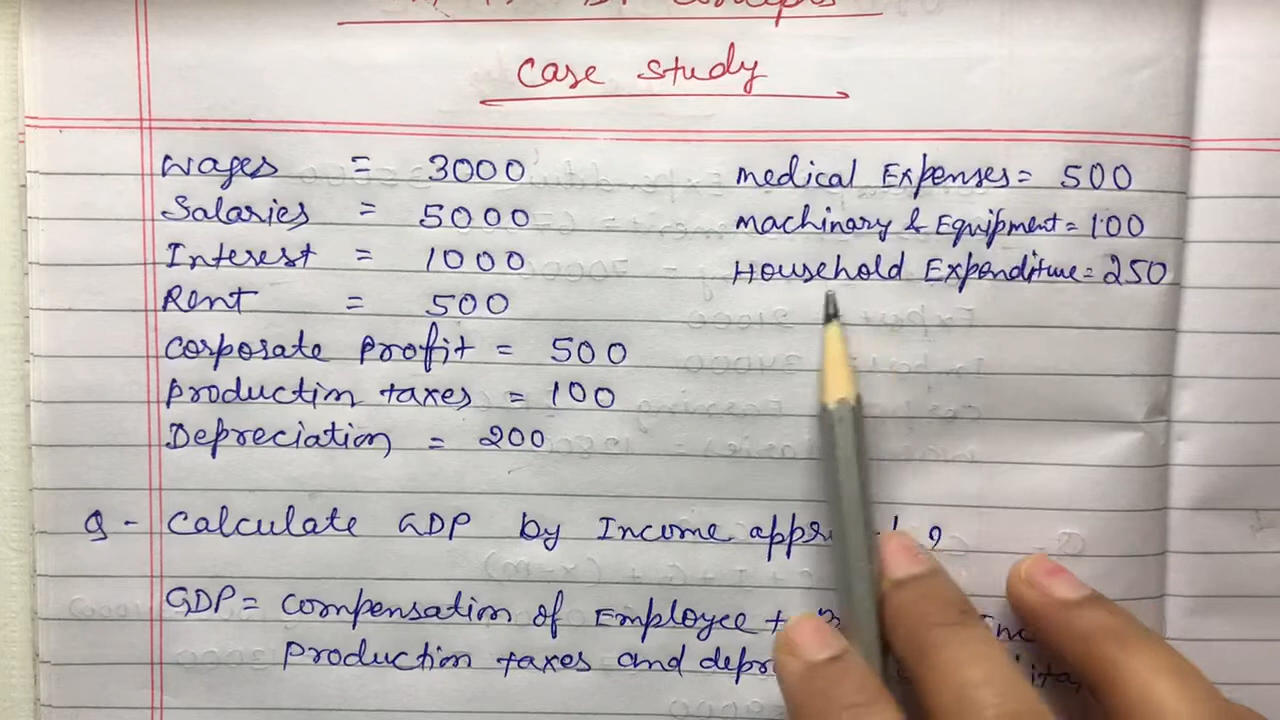 Case Study
Wages = 3000
Salaries = 5000
Interest = 1000
Rent = 500
Corporate Profit = 500
Production taxes = 100
Depreciation = 200
Medical Expenses = 500
Machinary & Equipment = 100
Household Expenditure = 250
Q - Calculate GDP by Income
GDP = Compensation of Employee +
Production taxes and